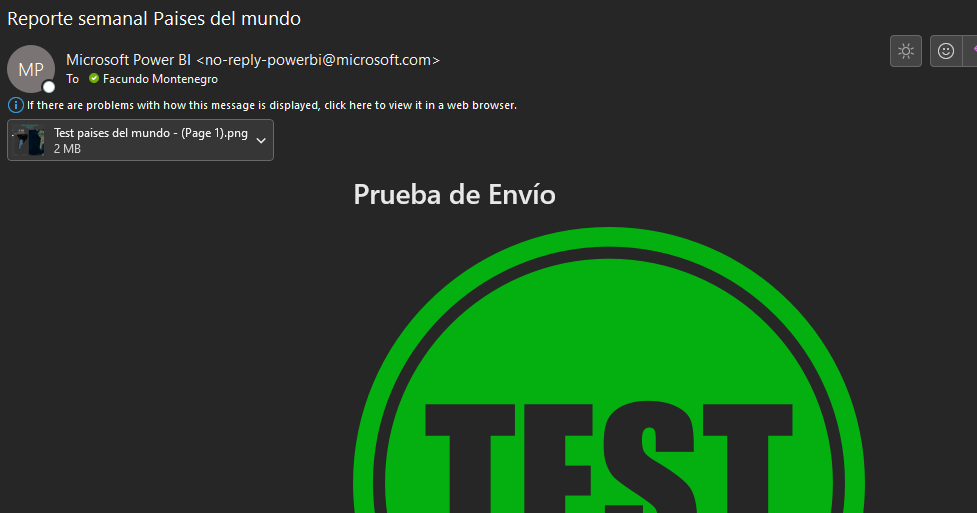 Reporte semanal Paises del mundo
MP
Microsoft Power BI <no-reply-powerbi@microsoft.com>
To Facundo Montenegro
If there are problems with how this message is displayed, click here to view it in a web browser.
Test paises del mundo - (Page 1).png
2 MB
Prueba de Envío
TEST